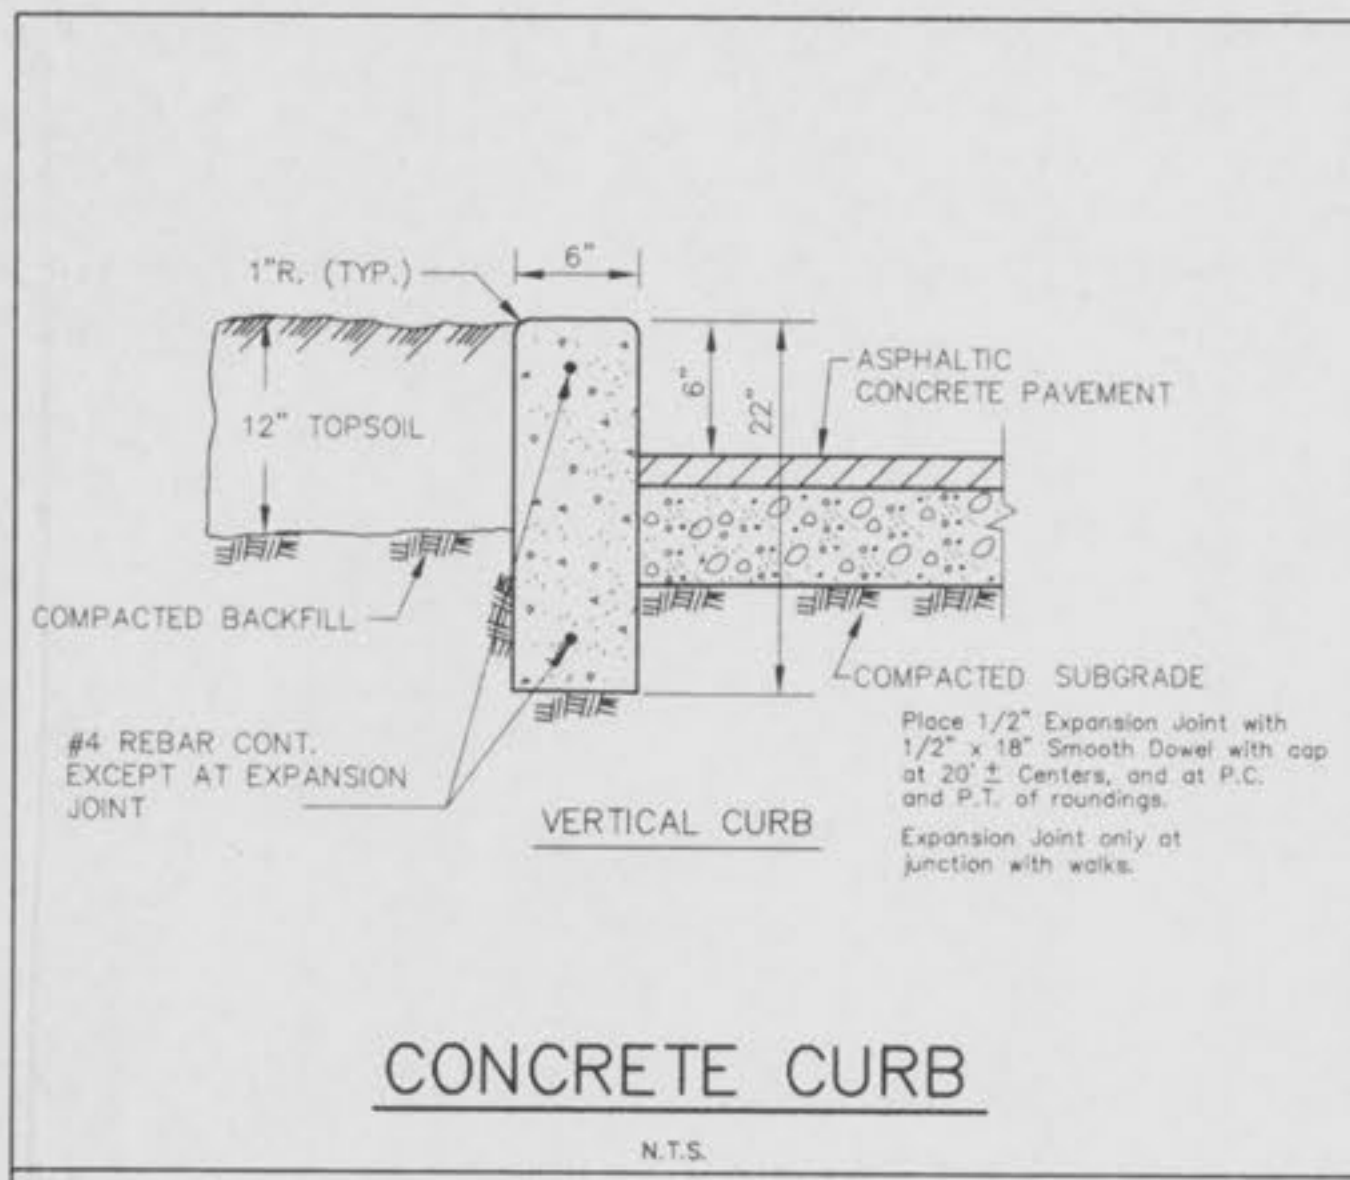 6"
1"R. (TYP.)
12" TOPSOIL
6"
22"
ASPHALTIC
CONCRETE PAVEMENT
COMPACTED BACKFILL
COMPACTED SUBGRADE
Place 1/2" Expansion Joint with
1/2" x 18" Smooth Dowel with cap
at 20' ± Centers, and at P.C.
and P.T. of roundings.
Expansion Joint only at
junction with walks.
#4 REBAR CONT.
EXCEPT AT EXPANSION
JOINT
VERTICAL CURB
CONCRETE CURB
N.T.S.